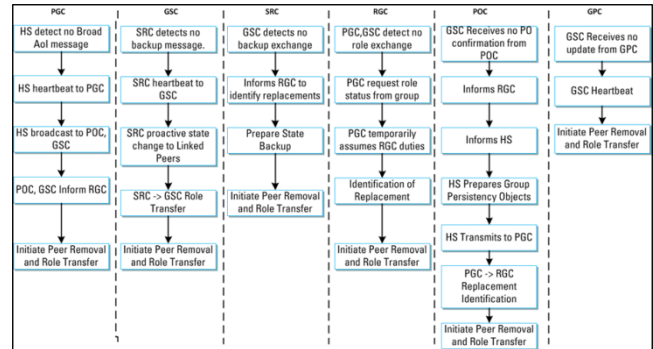 PGC
HS detect no Broad
AoI message
HS heartbeat to PGC
HS broadcast to POC,
GSC
POC, GSC Inform RGC
Initiate Peer Removal
and Role Transfer
GSC
SRC detects no
backup message.
SRC heartbeat to
GSC
SRC proactive state
change to Linked
Peers
SRC -> GSC Role
Transfer
Initiate Peer Removal
and Role Transfer
SRC
GSC detects no
backup exchange
Informs RGC to
identify replacements
Prepare State
Backup
Initiate Peer Removal
and Role Transfer
RGC
PGC,GSC detect no
role exchange
PGC request role
status from group
PGC temporarily
assumes RGC duties
Identification of
Replacement
Initiate Peer Removal
and Role Transfer
POC
GSC Receives no PO
confirmation from
POC
Informs RGC
Informs HS
HS Prepares Group
Persistency Objects
HS Transmits to PGC
PGC -> RGC
Replacement
Identification
Initiate Peer Removal
and Role Transfer
GPC
GSC Receives no
update from GPC
GSC Heartbeat
Initiate Peer Removal
and Role Transfer